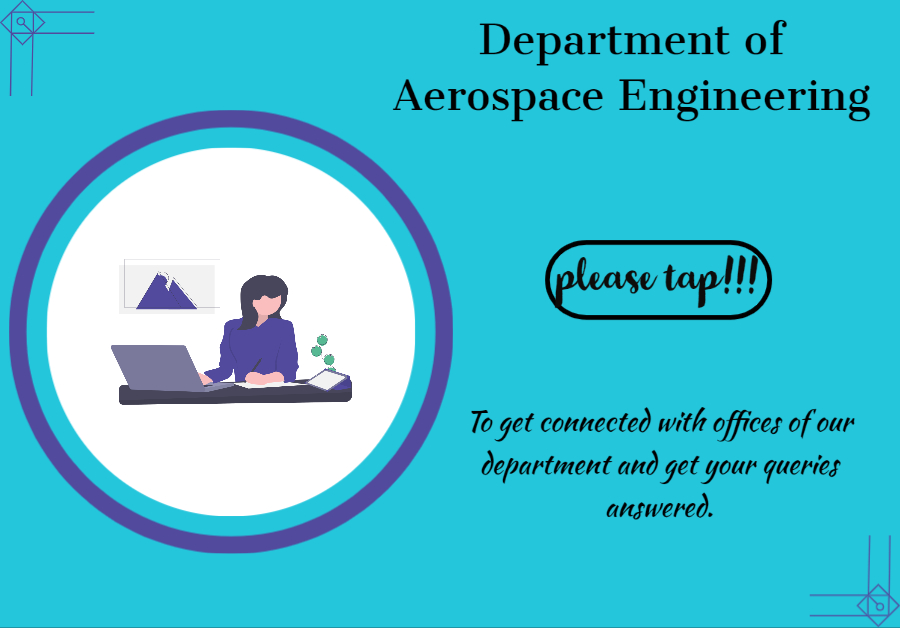 Department of
Aerospace Engineering
please tap!!!
To get connected with offices of our
department and get your queries
answered.